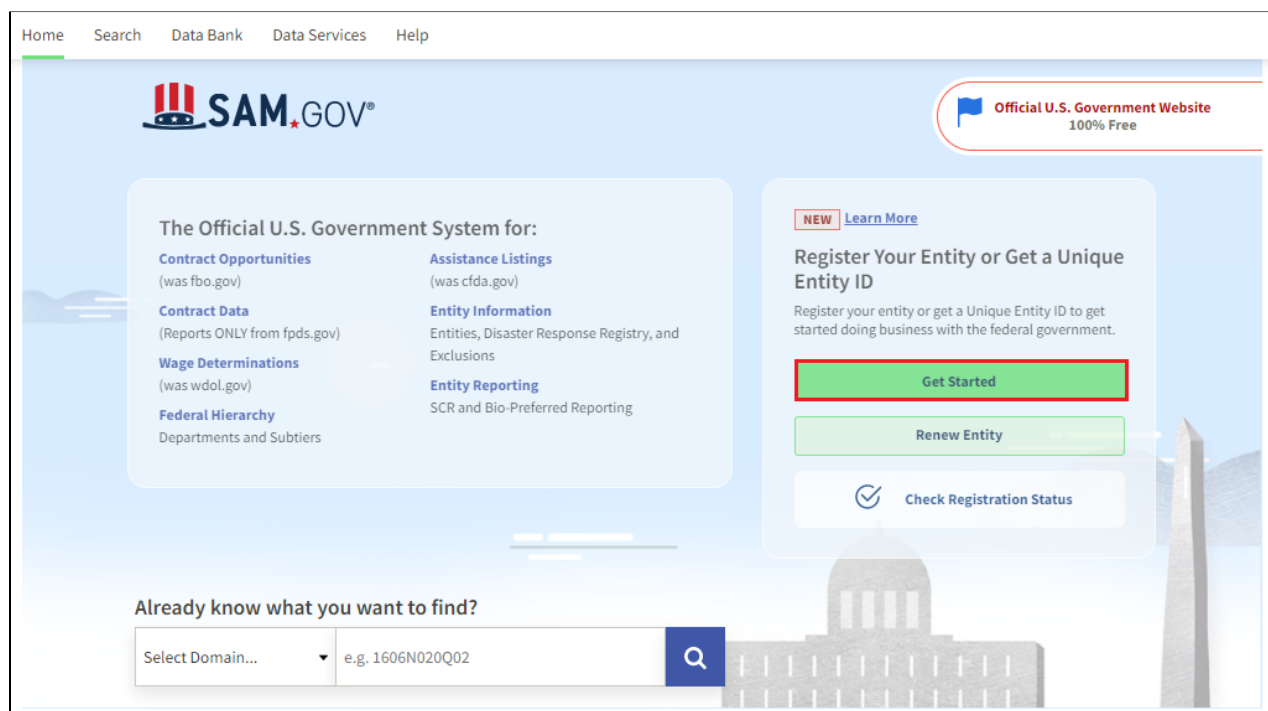 Home Search Data Bank Data Services Help
SAM.GOV®
Official U.S. Government Website
100% Free
The Official U.S. Government System for:
Contract Opportunities
(was fbo.gov)
Contract Data
(Reports ONLY from fpds.gov)
Wage Determinations
(was wdol.gov)
Federal Hierarchy
Departments and Subtiers
Assistance Listings
(was cfda.gov)
Entity Information
Entities, Disaster Response Registry, and
Exclusions
Entity Reporting
SCR and Bio-Preferred Reporting
NEW Learn More
Register Your Entity or Get a Unique
Entity ID
Register your entity or get a Unique Entity ID to get
started doing business with the federal government.
Get Started
Renew Entity
Check Registration Status
Already know what you want to find?
Select Domain... e.g. 1606N020Q02